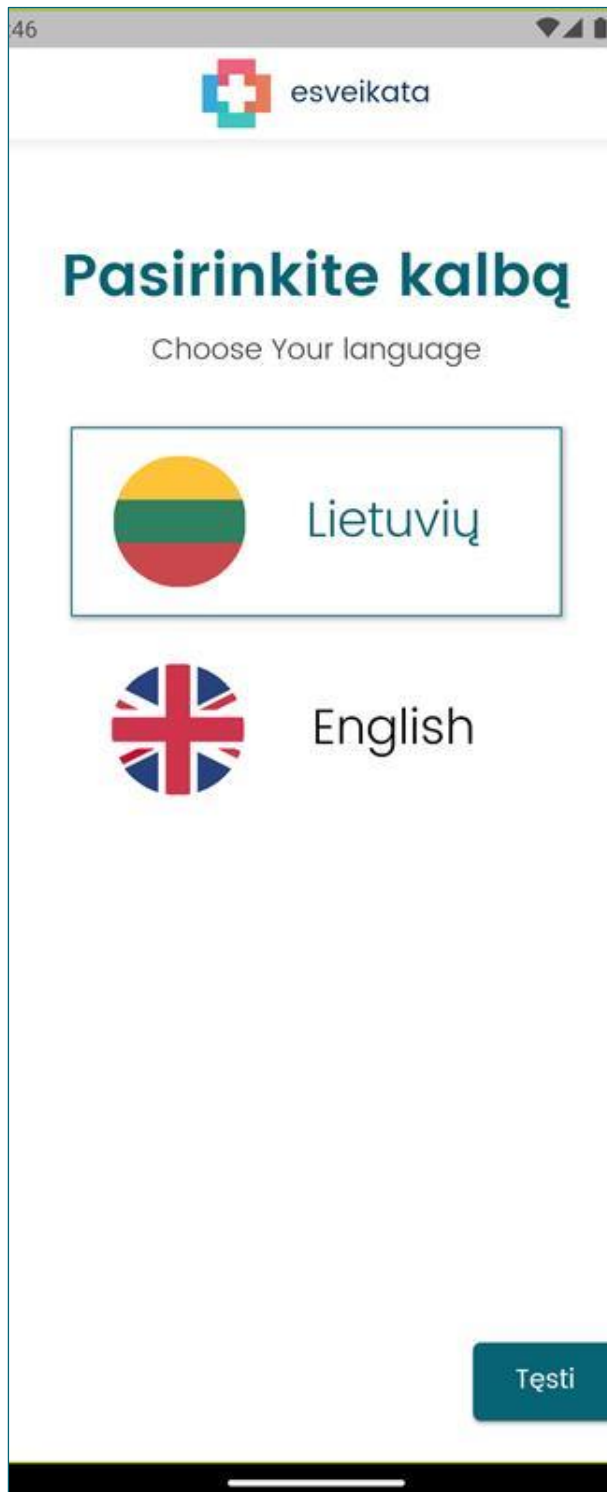 :46
esveikata
Pasirinkite kalbą
Choose Your language
Lietuvių
English
Tęsti